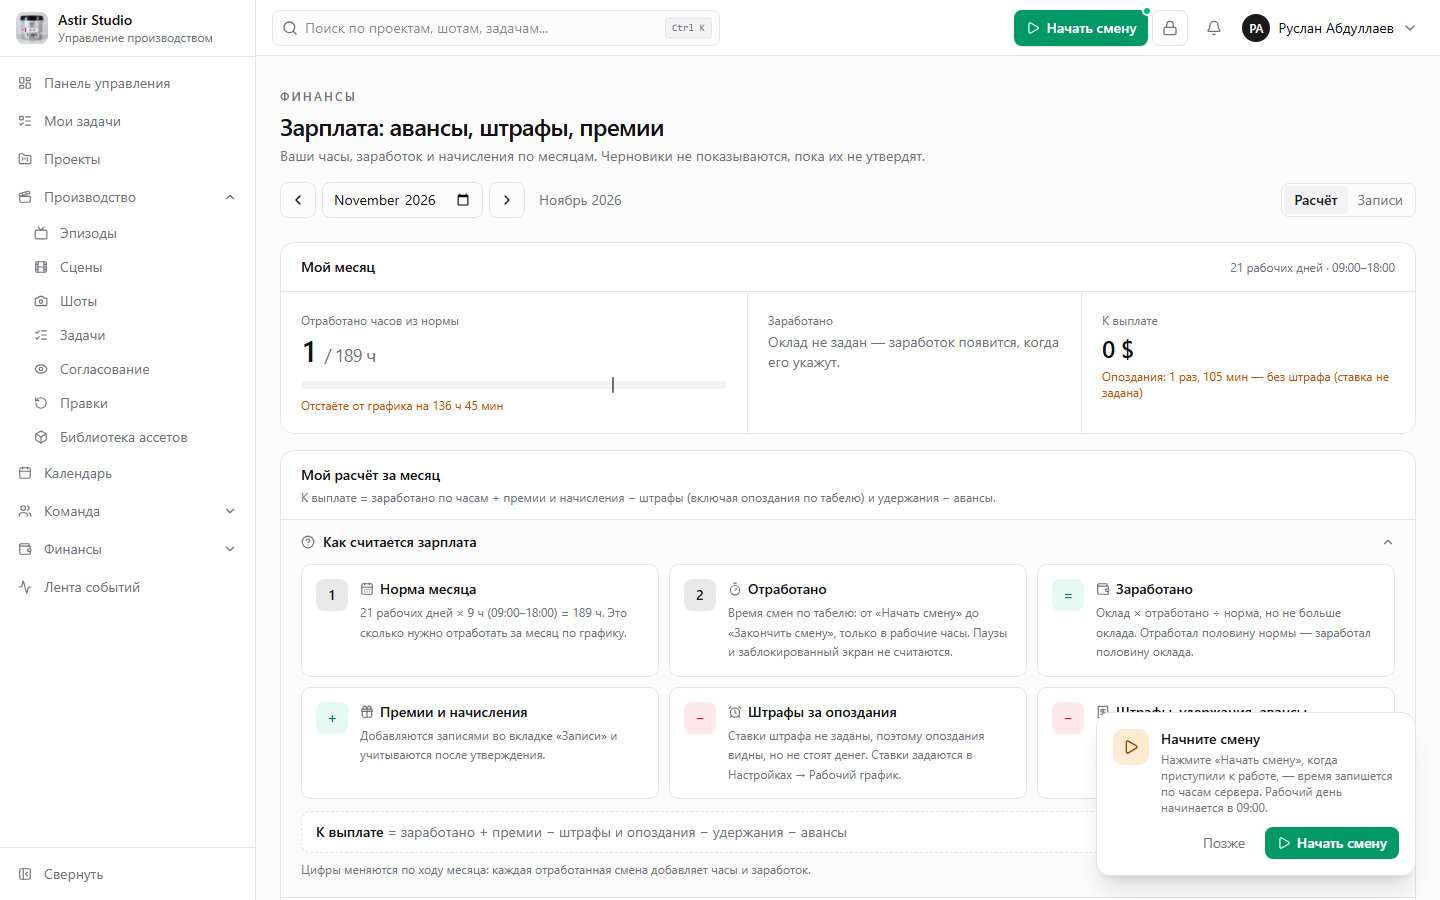 Astir Studio
Управление производством
Поиск по проектам, шотам, задачам...
Ctrl K
Начать смену
РА
Руслан Абдуллаев
Панель управления
Мои задачи
Проекты
Производство
Эпизоды
Сцены
Шоты
Задачи
Согласование
Правки
Библиотека ассетов
Календарь
Команда
Финансы
Лента событий
Свернуть
ФИНАНСЫ
Зарплата: авансы, штрафы, премии
Ваши часы, заработок и начисления по месяцам. Черновики не показываются, пока их не утвердят.
November 2026
Ноябрь 2026
Расчёт
Записи
Мой месяц
21 рабочих дней · 09:00–18:00
Отработано часов из нормы
1 / 189 ч
Отстаёте от графика на 136 ч 45 мин
Заработано
Оклад не задан — заработок появится, когда
его укажут.
К выплате
0 $
Опоздания: 1 раз, 105 мин — без штрафа (ставка не
задана)
Мой расчёт за месяц
К выплате = заработано по часам + премии и начисления − штрафы (включая опоздания по табелю) и удержания − авансы.
Как считается зарплата
1
Норма месяца
21 рабочих дней × 9 ч (09:00–18:00) = 189 ч. Это
сколько нужно отработать за месяц по графику.
2
Отработано
Время смен по табелю: от «Начать смену» до
«Закончить смену», только в рабочие часы. Паузы
и заблокированный экран не считаются.
=
Заработано
Оклад × отработано ÷ норма, но не больше
оклада. Отработал половину нормы — заработал
половину оклада.
+
Премии и начисления
Добавляются записями во вкладке «Записи» и
учитываются после утверждения.
−
Штрафы за опоздания
Ставки штрафа не заданы, поэтому опоздания
видны, но не стоят денег. Ставки задаются в
Настройках → Рабочий график.
−
Штрафы, удержания, авансы
К выплате = заработано + премии − штрафы и опоздания − удержания − авансы
Цифры меняются по ходу месяца: каждая отработанная смена добавляет часы и заработок.
Начните смену
Нажмите «Начать смену», когда
приступили к работе, — время запишется
по часам сервера. Рабочий день
начинается в 09:00.
Позже
Начать смену